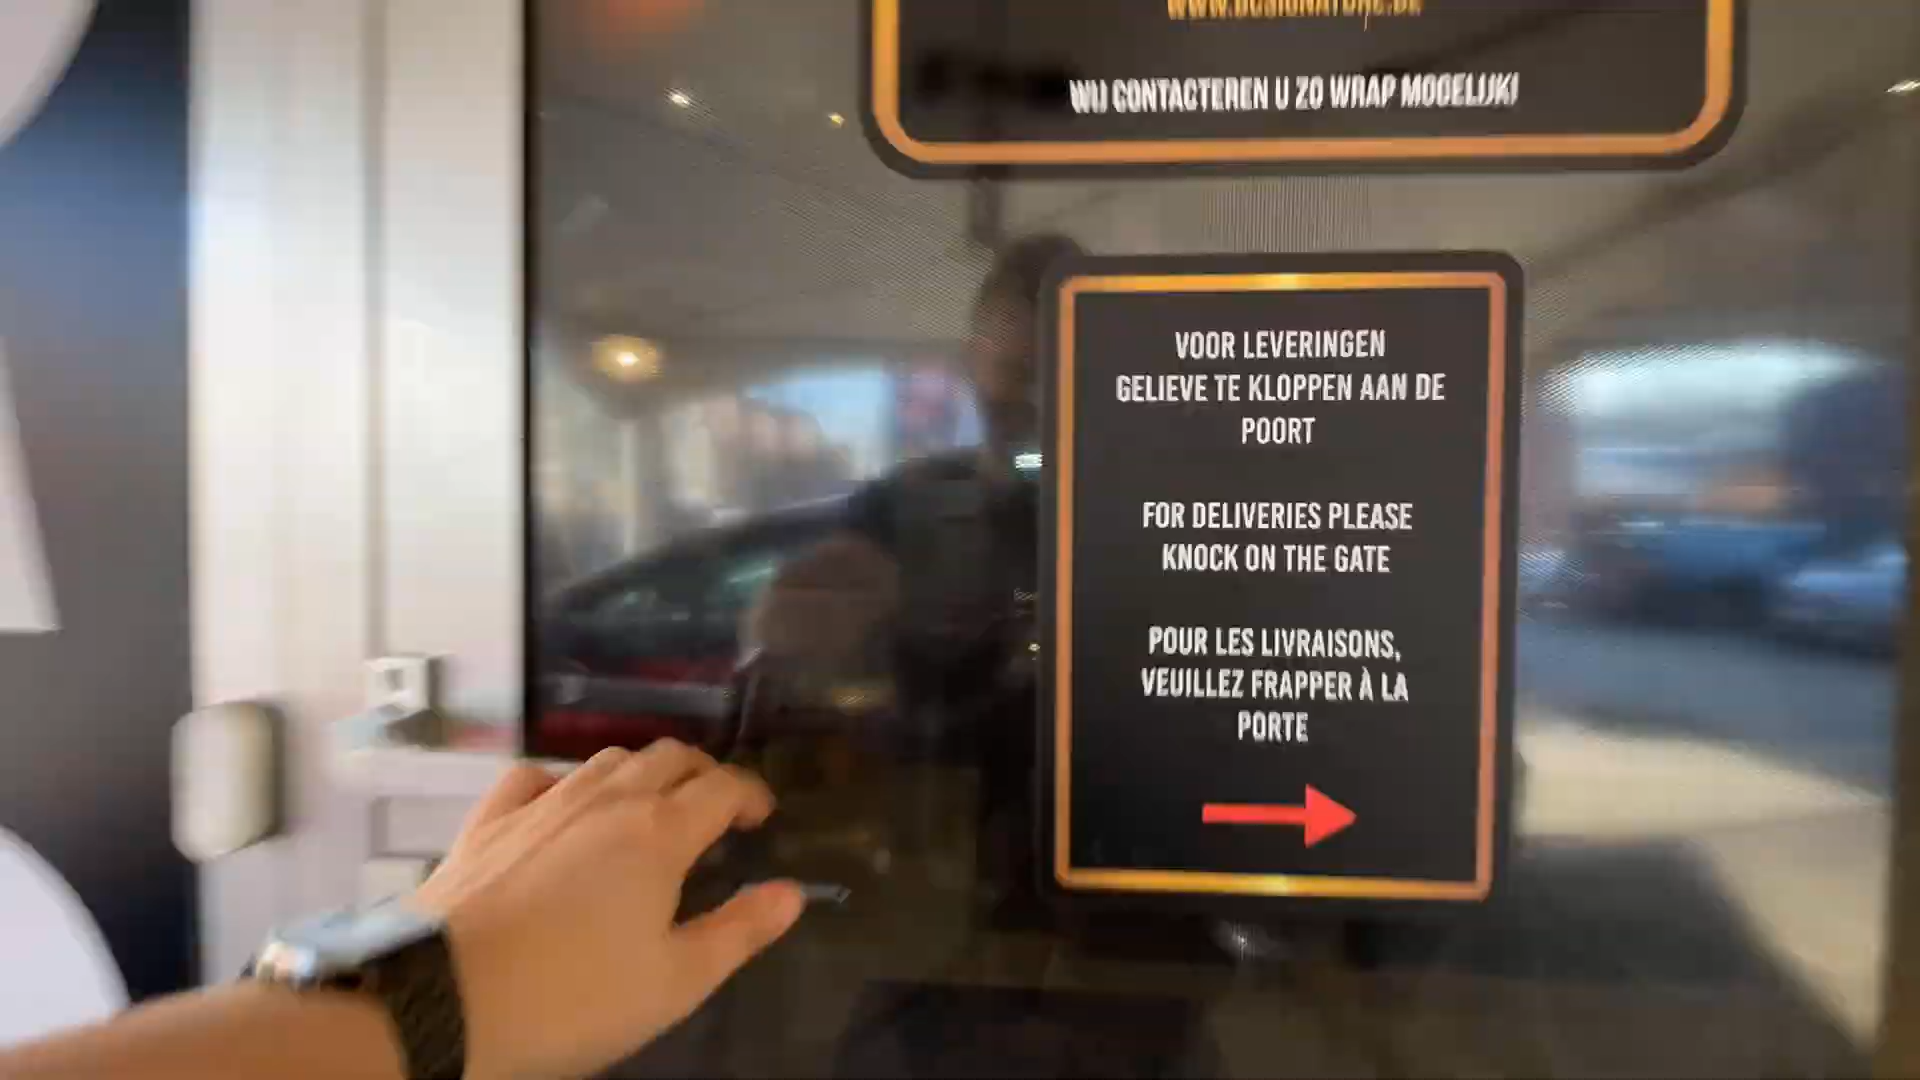 WIJ CONTACTEREN U ZO WRAP MOGELIJK!
VOOR LEVERINGEN
GELIEVE TE KLOPPEN AAN DE
POORT
FOR DELIVERIES PLEASE
KNOCK ON THE GATE
POUR LES LIVRAISONS,
VEUILLEZ FRAPPER À LA
PORTE